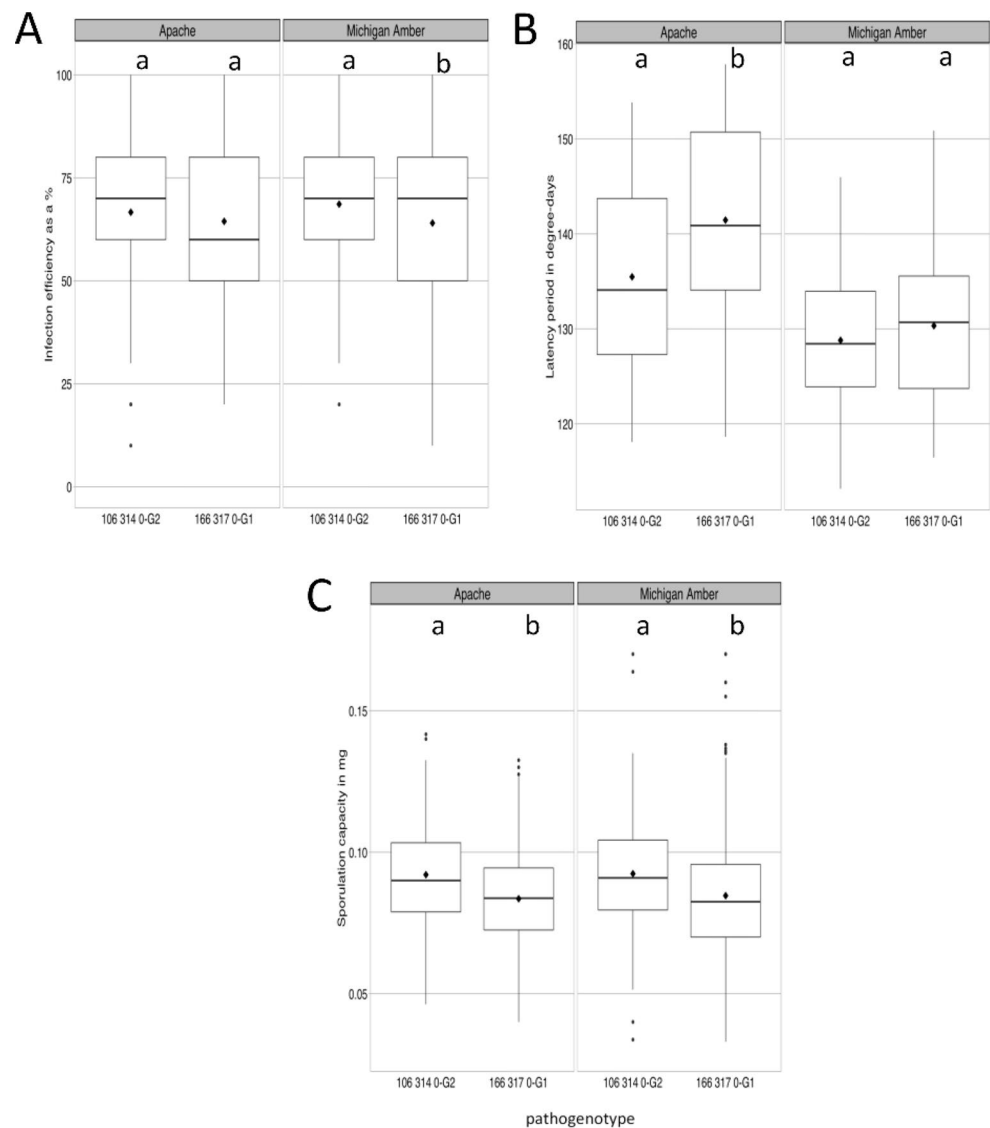 A
Apache
Michigan Amber
a
a
a
b
Infection efficiency as a %
100
75
50
25
0
106 314 0-G2
166 317 0-G1
106 314 0-G2
166 317 0-G1
B
Apache
Michigan Amber
a
b
a
a
Latency period in degree-days
160
150
140
130
120
106 314 0-G2
166 317 0-G1
106 314 0-G2
166 317 0-G1
C
Apache
Michigan Amber
a
b
a
b
Sporulation capacity in mg
0.15
0.10
0.05
106 314 0-G2
166 317 0-G1
106 314 0-G2
166 317 0-G1
pathogenotype